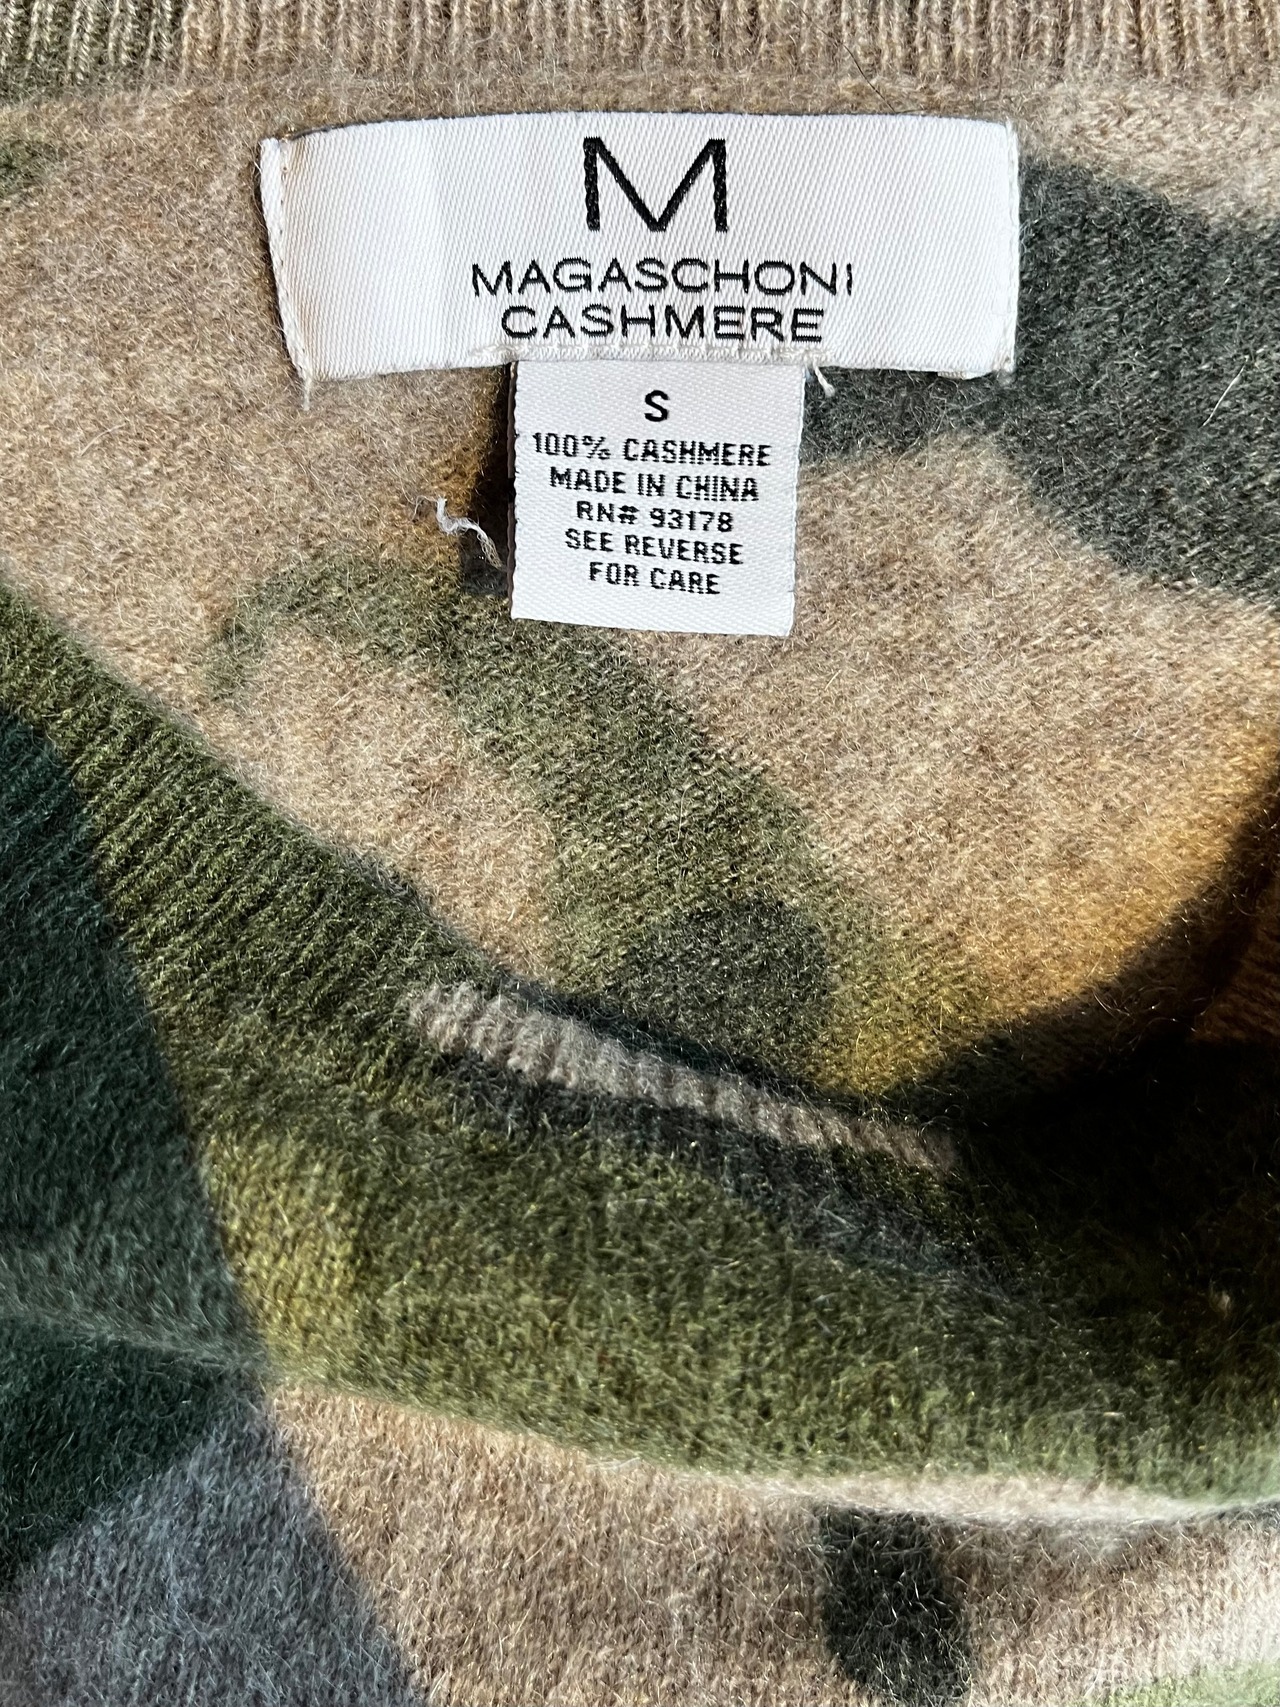 M
MAGASCHONI
CASHMERE
S
100% CASHMERE
MADE IN CHINA
RN# 93178
SEE REVERSE
FOR CARE